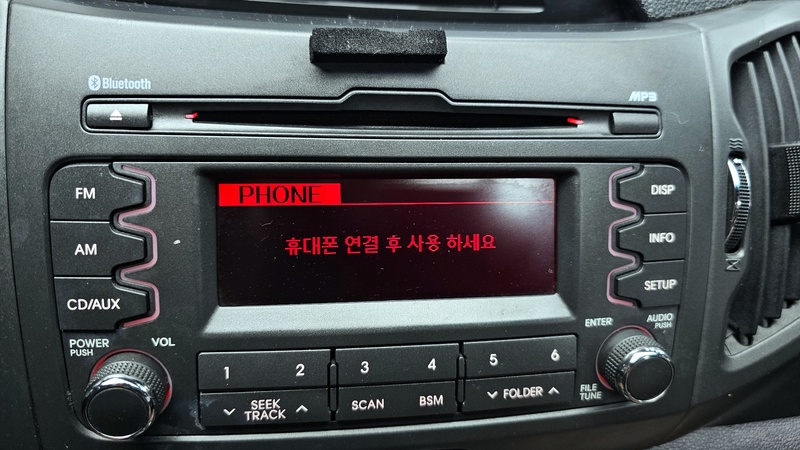 Bluetooth
MP3
PHONE
휴대폰 연결 후 사용 하세요
FM
AM
CD/AUX
DISP
INFO
SETUP
POWER
PUSH
VOL
ENTER
AUDIO
PUSH
FILE
TUNE
1 2 3 4 5 6
SEEK
TRACK
SCAN BSM
FOLDER